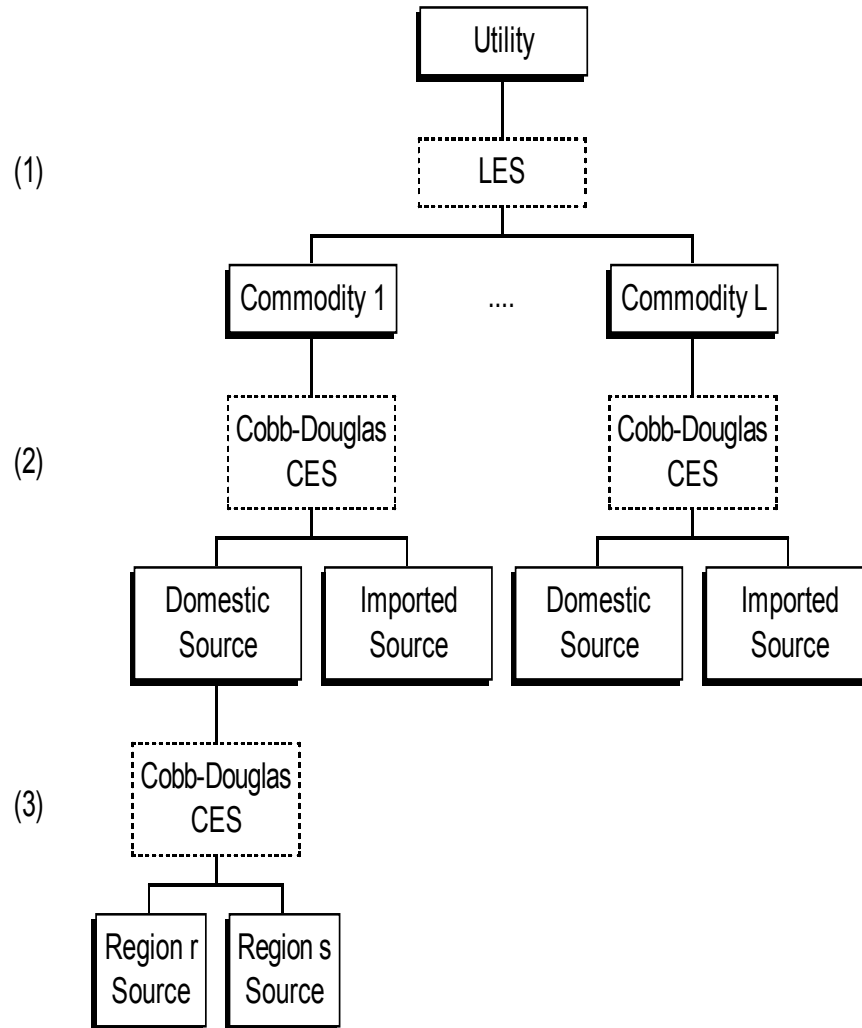 Utility
(1)
LES
Commodity 1
....
Commodity L
(2)
Cobb-Douglas
CES
Cobb-Douglas
CES
Domestic
Source
Imported
Source
Domestic
Source
Imported
Source
(3)
Cobb-Douglas
CES
Region r
Source
Region s
Source